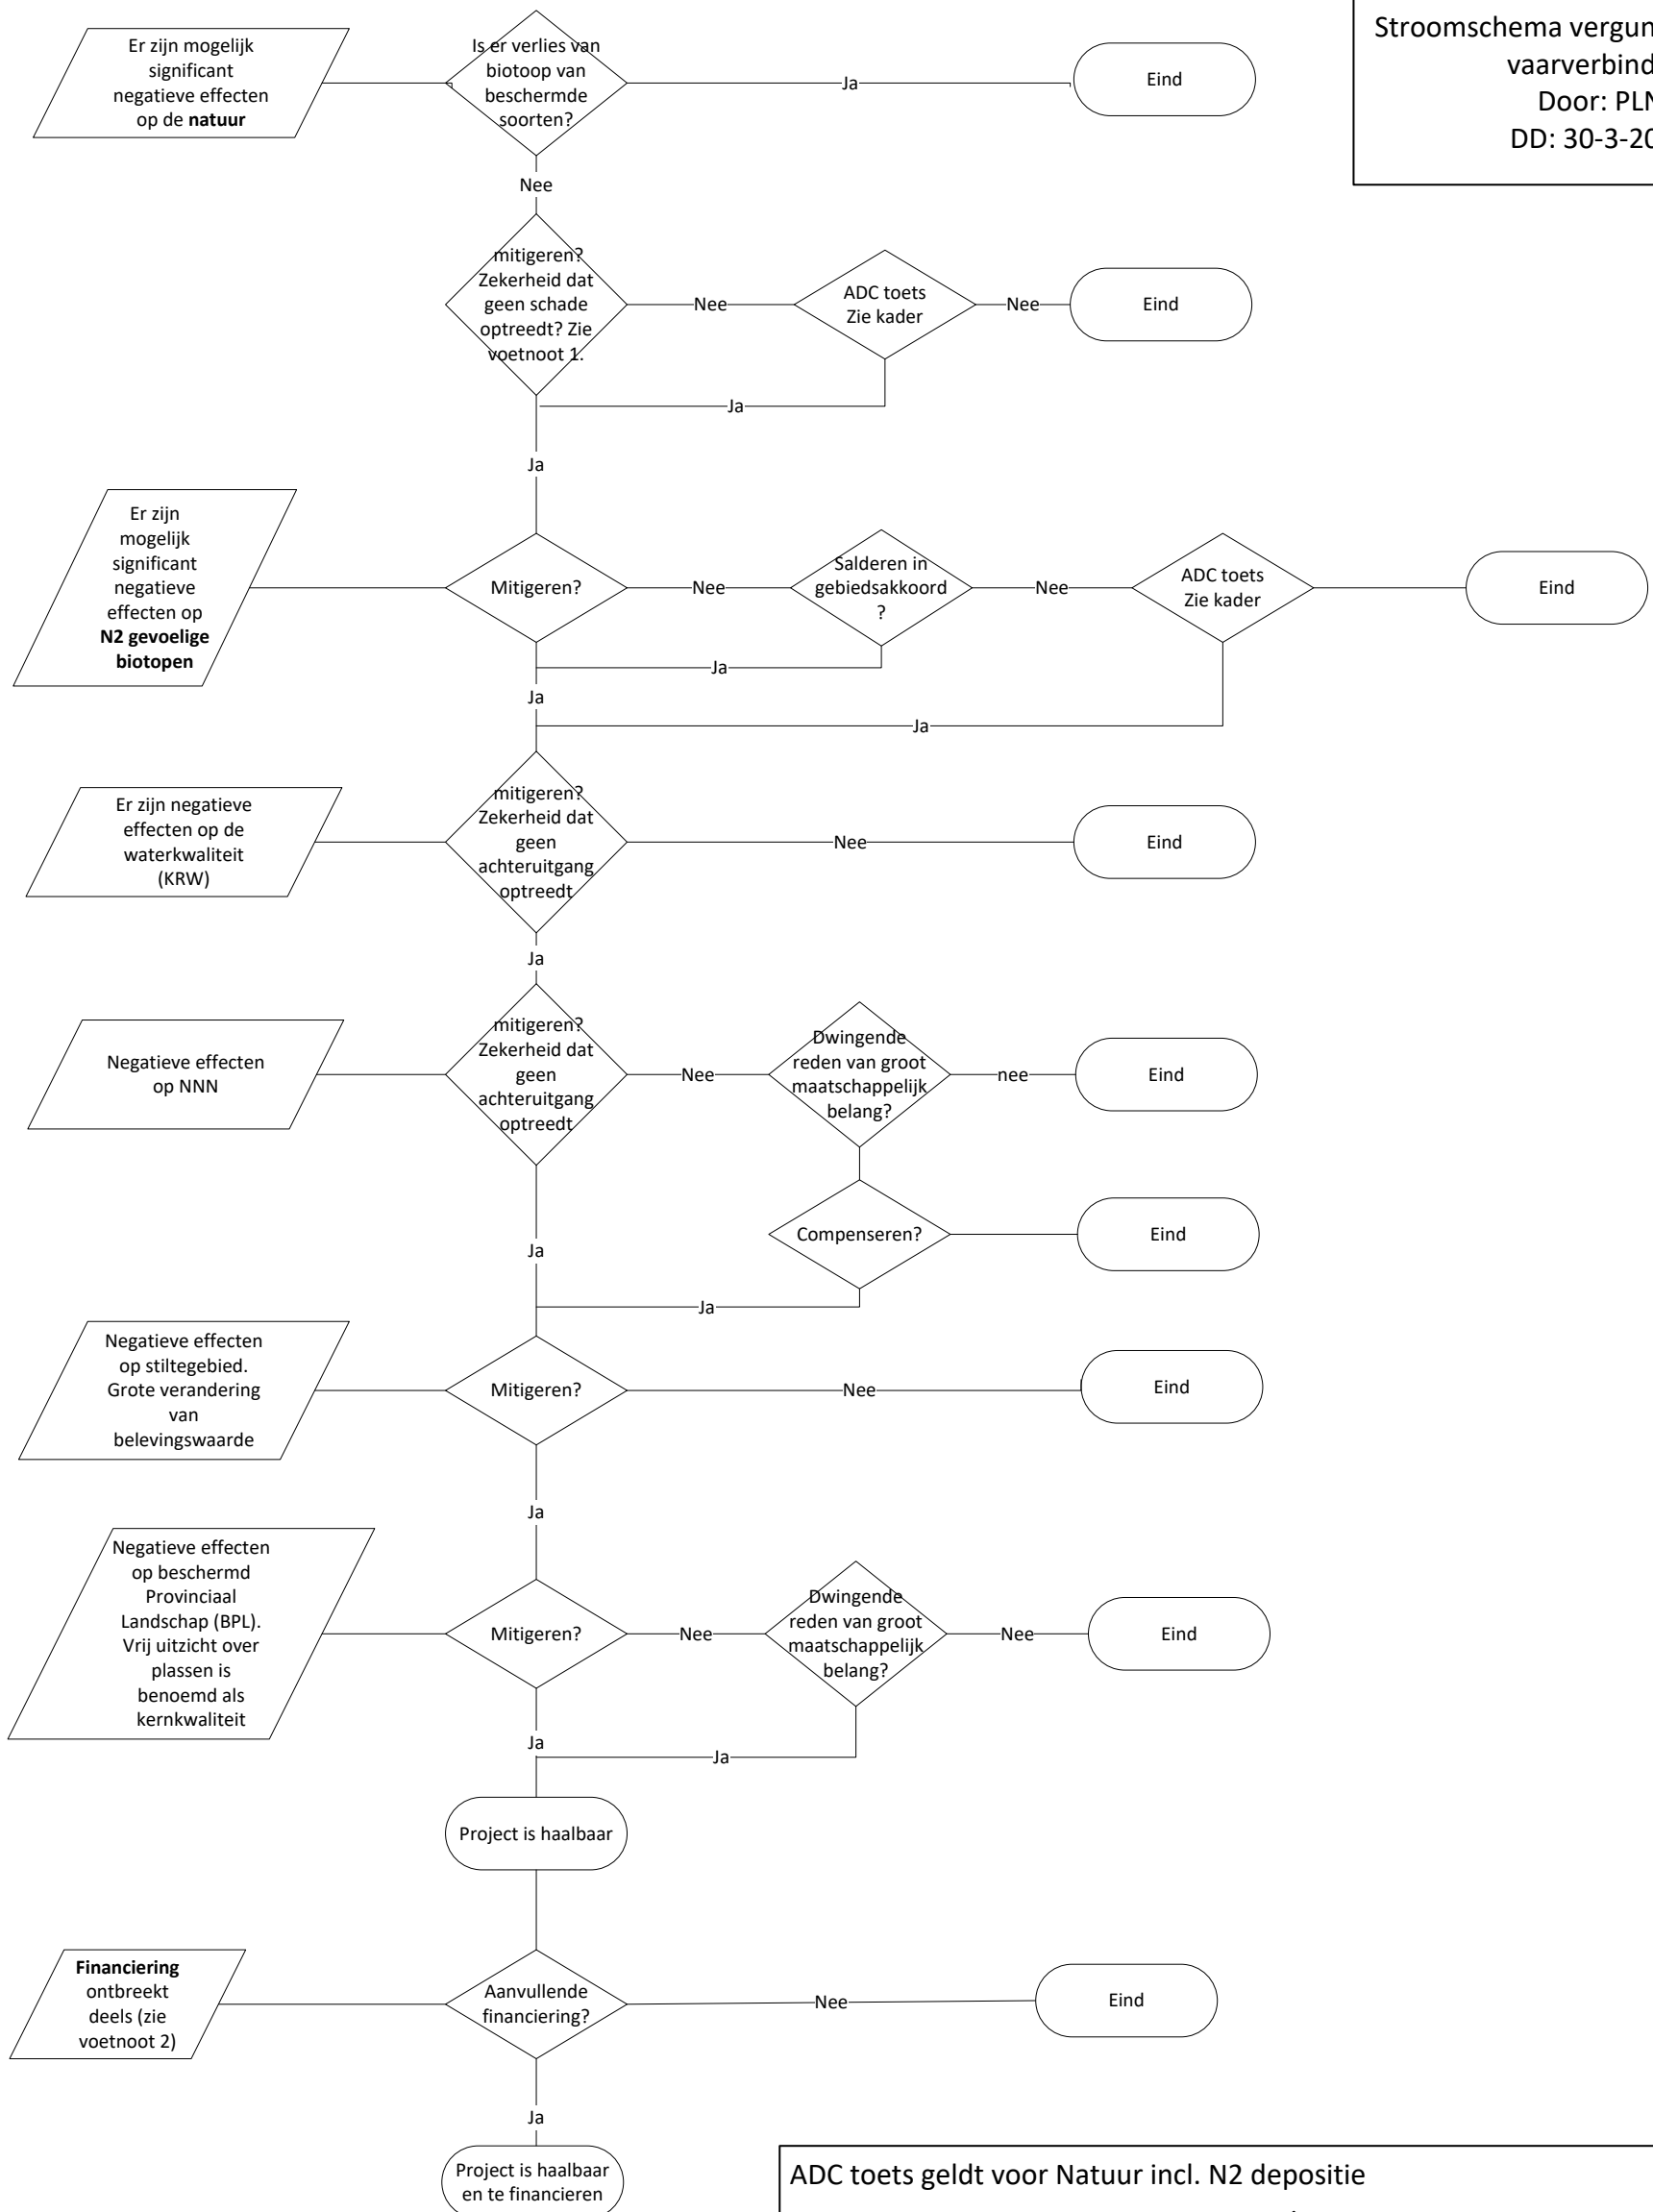 Stroomschema vergun
vaarverbind
Door: PLN
DD: 30-3-20
Er zijn mogelijk
significant
negatieve effecten
op de natuur
Is er verlies van
biotoop van
beschermde
soorten?
Ja
Eind
Nee
mitigeren?
Zekerheid dat
geen schade
optreedt? Zie
voetnoot 1.
Nee
ADC toets
Zie kader
Nee
Eind
Ja
Ja
Er zijn
mogelijk
significant
negatieve
effecten op
N2 gevoelige
biotopen
Mitigeren?
Nee
Salderen in
gebiedsakkoord
?
Nee
ADC toets
Zie kader
Eind
Ja
Ja
Ja
Er zijn negatieve
effecten op de
waterkwaliteit
(KRW)
mitigeren?
Zekerheid dat
geen
achteruitgang
optreedt
Nee
Eind
Ja
Negatieve effecten
op NNN
mitigeren?
Zekerheid dat
geen
achteruitgang
optreedt
Nee
Dwingende
reden van groot
maatschappelijk
belang?
nee
Eind
Compenseren?
Eind
Ja
Ja
Negatieve effecten
op stiltegebied.
Grote verandering
van
belevingswaarde
Mitigeren?
Nee
Eind
Ja
Negatieve effecten
op beschermd
Provinciaal
Landschap (BPL).
Vrij uitzicht over
plassen is
benoemd als
kernkwaliteit
Mitigeren?
Nee
Dwingende
reden van groot
maatschappelijk
belang?
Nee
Eind
Ja
Ja
Project is haalbaar
Financiering
ontbreekt
deels (zie
voetnoot 2)
Aanvullende
financiering?
Nee
Eind
Ja
Project is haalbaar
en te financieren
ADC toets geldt voor Natuur incl. N2 depositie